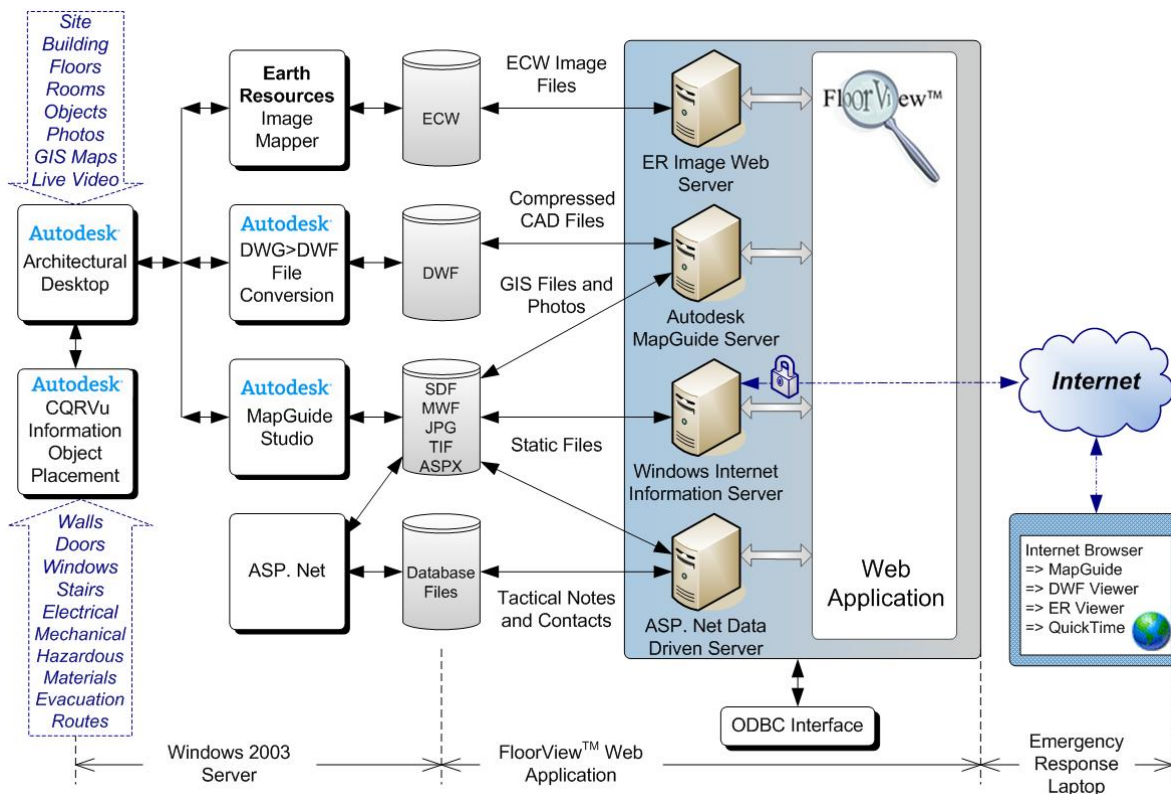 Site
Building
Floors
Rooms
Objects
Photos
GIS Maps
Live Video
Autodesk
Architectural
Desktop
Autodesk
CQRVu
Information
Object
Placement
Walls
Doors
Windows
Stairs
Electrical
Mechanical
Hazardous
Materials
Evacuation
Routes
Earth
Resources
Image
Mapper
Autodesk
DWG>DWF
File
Conversion
Autodesk
MapGuide
Studio
ASP. Net
ECW
DWF
SDF
MWF
JPG
TIF
ASPX
Database
Files
ECW Image
Files
Compressed
CAD Files
GIS Files and
Photos
Static Files
Tactical Notes
and Contacts
ER Image Web
Server
Autodesk
MapGuide Server
Windows Internet
Information Server
ASP. Net Data
Driven Server
FloorView™
Web
Application
ODBC Interface
Internet
Internet Browser
=> MapGuide
=> DWF Viewer
=> ER Viewer
=> QuickTime
Windows 2003
Server
FloorView™ Web
Application
Emergency
Response
Laptop